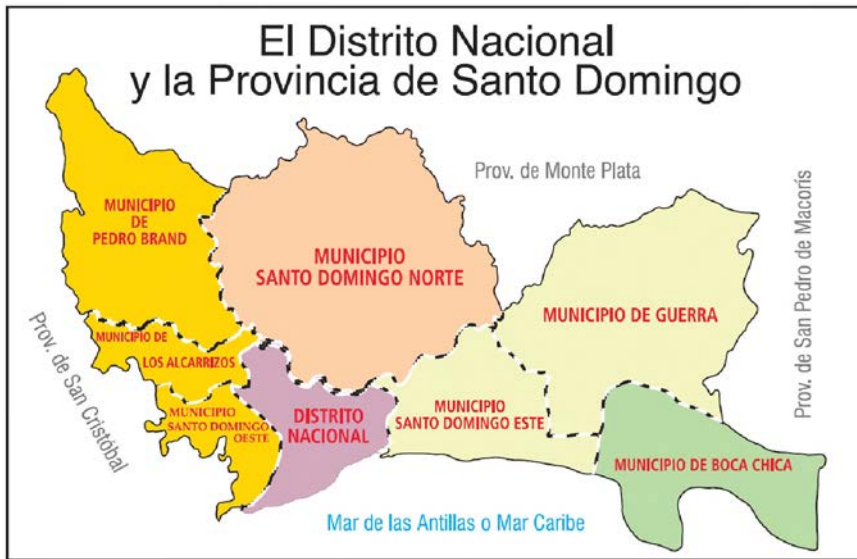 El Distrito Nacional
y la Provincia de Santo Domingo
Prov. de Monte Plata
Prov. de San Pedro de Macorís
MUNICIPIO
DE
PEDRO BRAND
MUNICIPIO
SANTO DOMINGO NORTE
MUNICIPIO DE GUERRA
MUNICIPIO DE
LOS ALCARRIZOS
Prov. de San Cristóbal
MUNICIPIO
SANTO DOMINGO
OESTE
DISTRITO
NACIONAL
MUNICIPIO
SANTO DOMINGO ESTE
MUNICIPIO DE BOCA CHICA
Mar de las Antillas o Mar Caribe